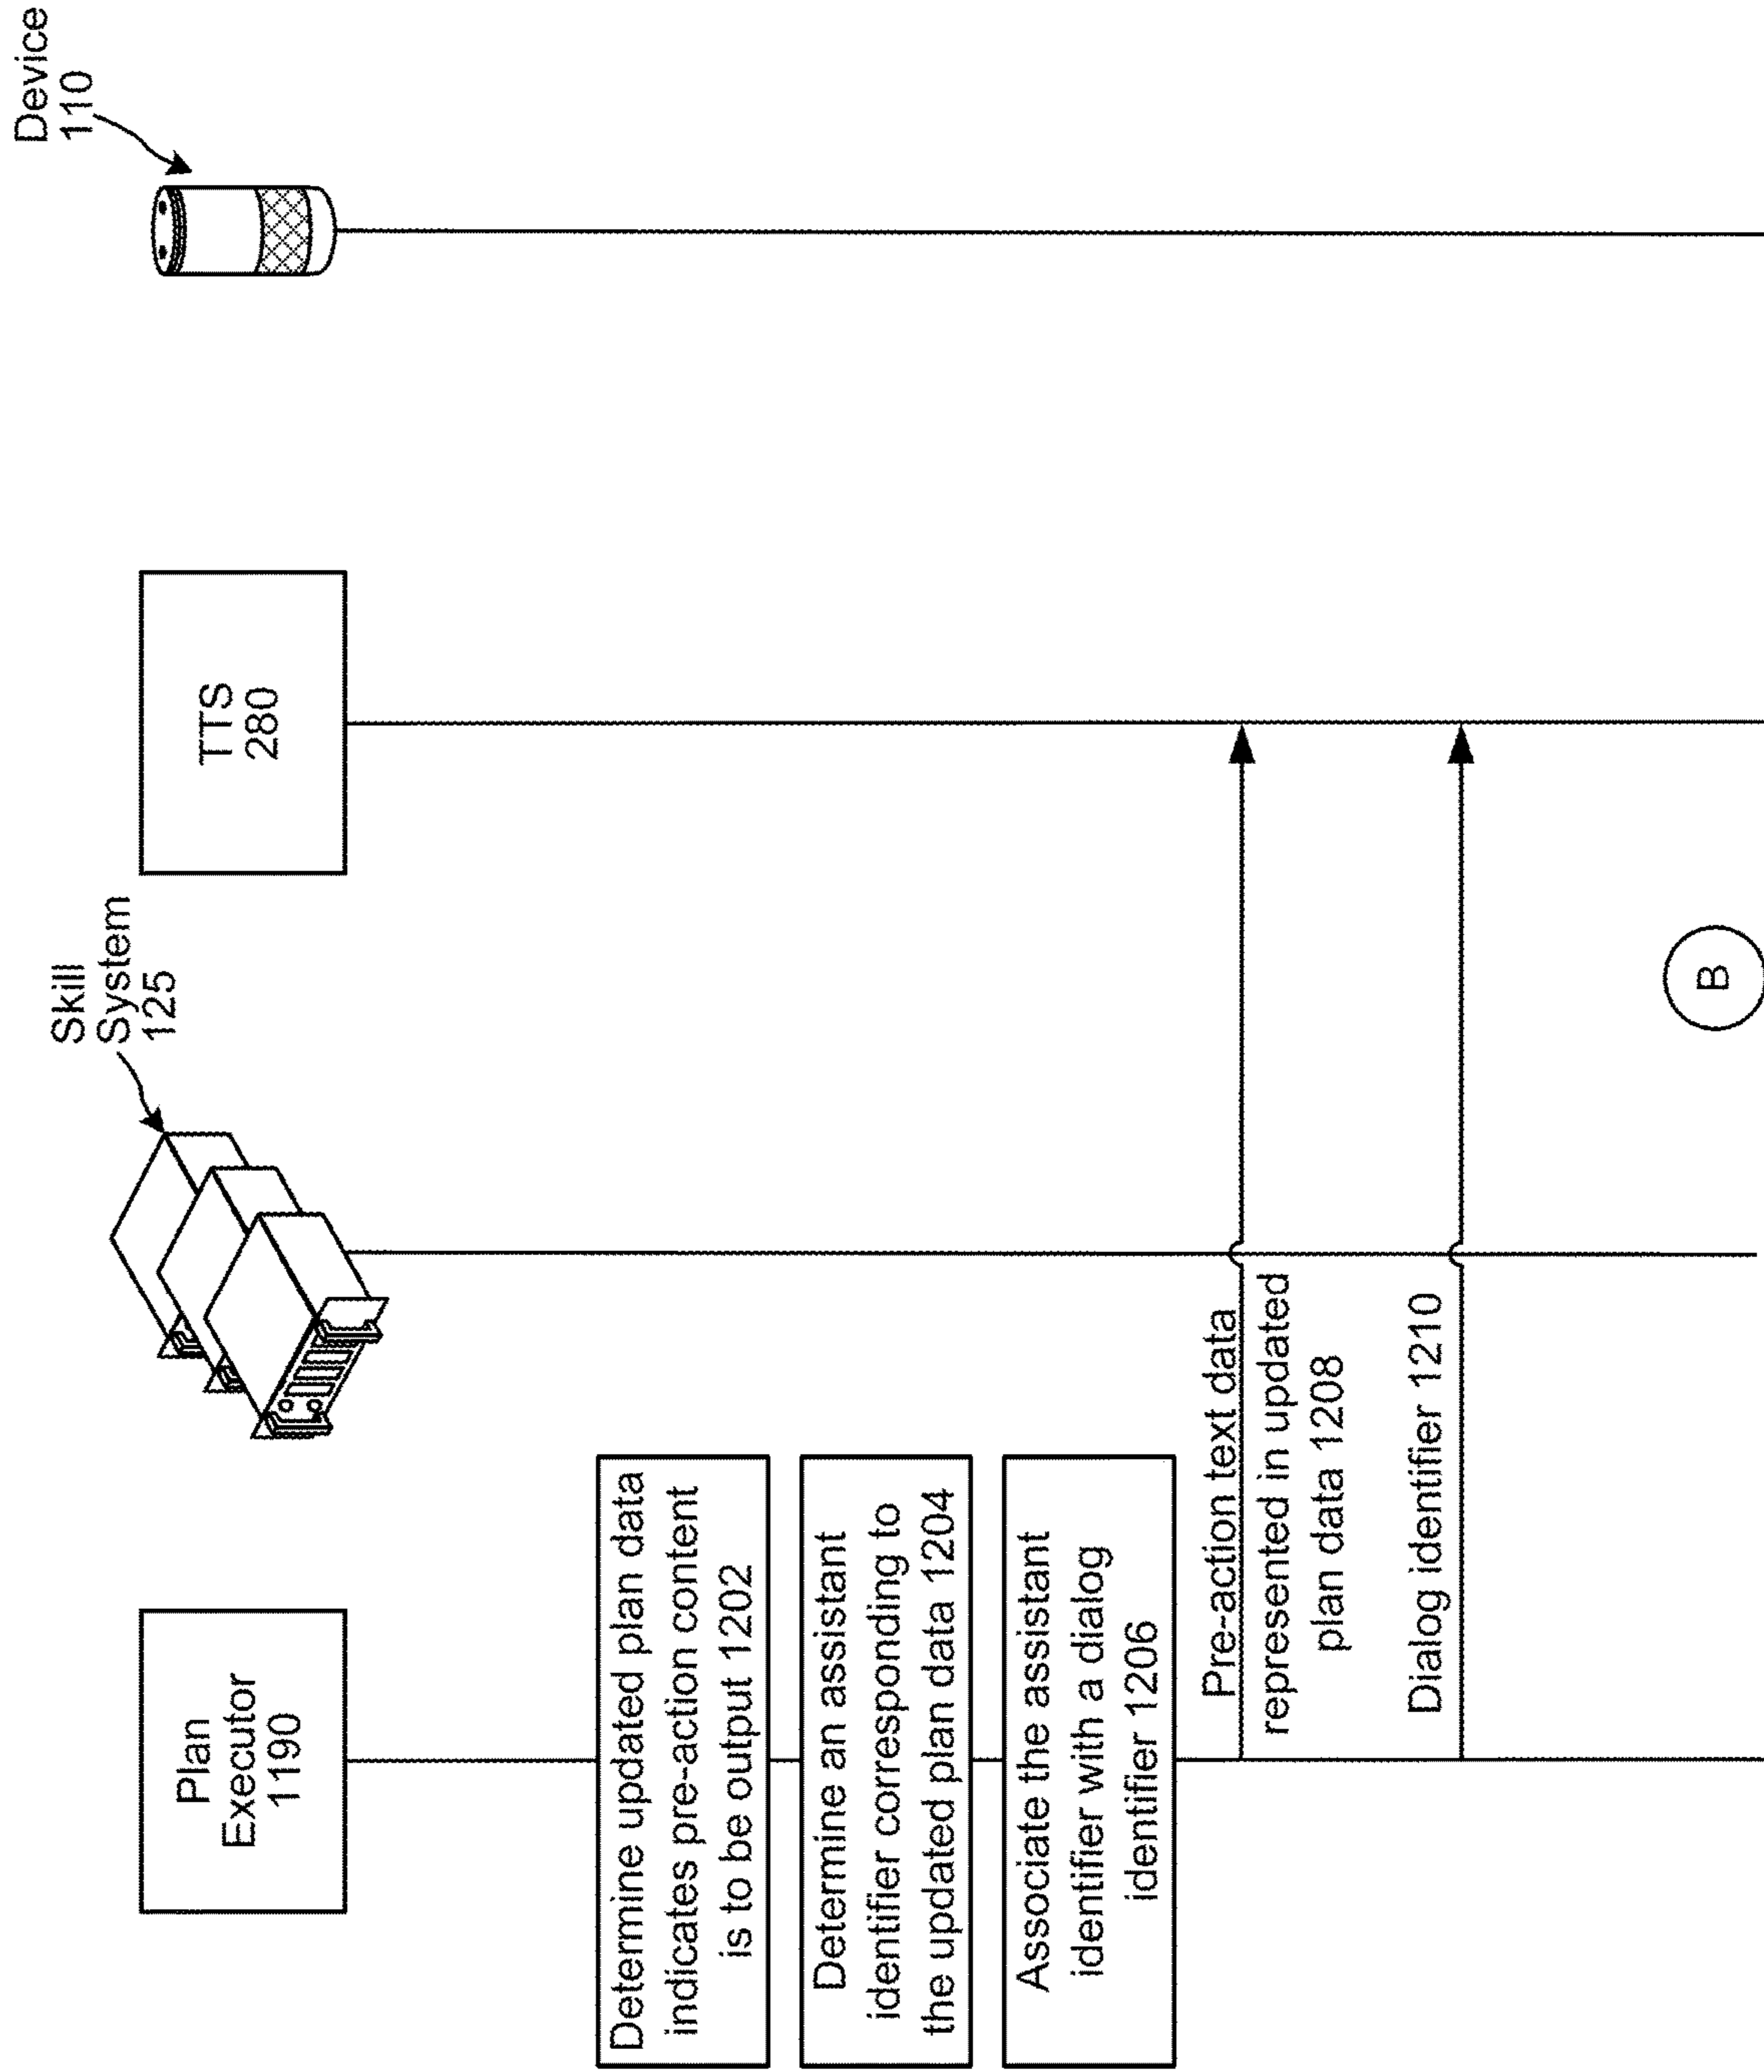 Plan
Executor
1190
Skill
System
125
TTS
280
Device
110
Determine updated plan data
indicates pre-action content
is to be output 1202
Determine an assistant
identifier corresponding to
the updated plan data 1204
Associate the assistant
identifier with a dialog
identifier 1206
Pre-action text data
represented in updated
plan data 1208
Dialog identifier 1210
B